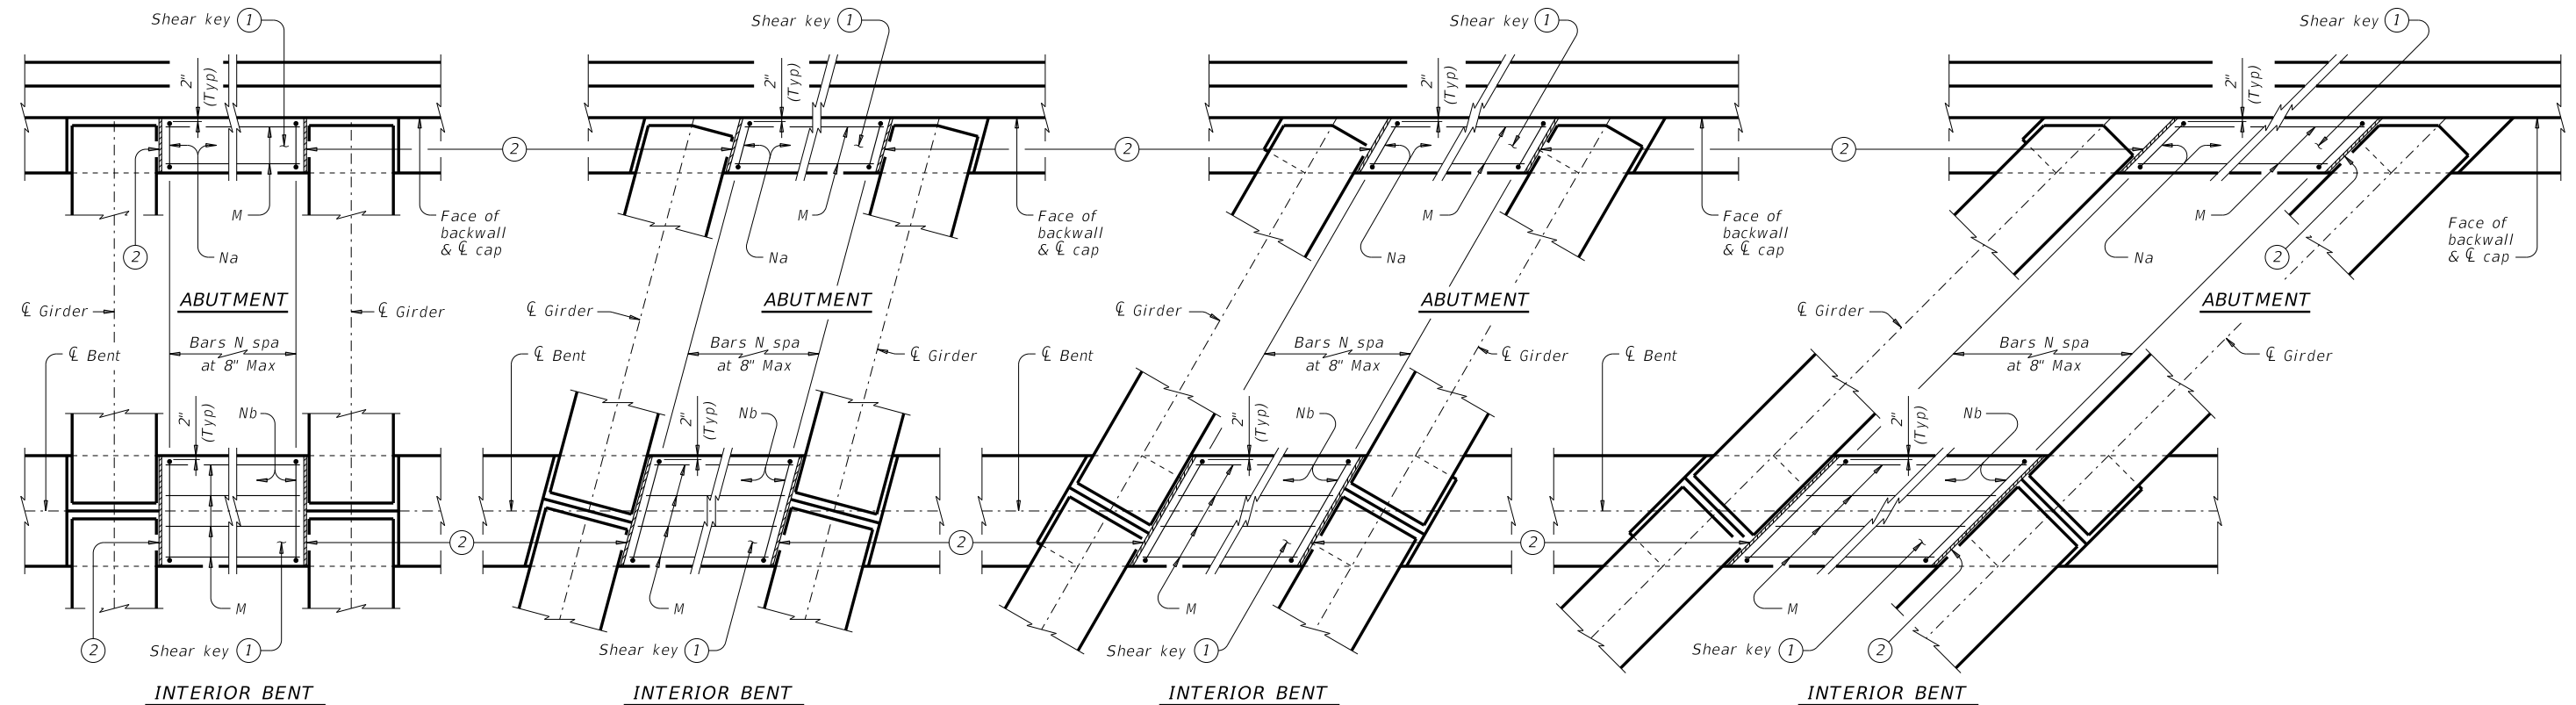 Shear key 1
2"
(Typ)
2
M
Na
Face of
backwall
& ℄ cap
2
ABUTMENT
℄ Girder
℄ Girder
℄ Bent
Bars N spa
at 8" Max
2"
(Typ)
Nb
2
M
2
Shear key 1
INTERIOR BENT
Shear key 1
2"
(Typ)
2
M
Na
Face of
backwall
& ℄ cap
ABUTMENT
℄ Girder
℄ Bent
Bars N spa
at 8" Max
℄ Girder
2"
(Typ)
Nb
2
M
Shear key 1
INTERIOR BENT
Shear key 1
2"
(Typ)
2
M
Na
Face of
backwall
& ℄ cap
ABUTMENT
℄ Girder
℄ Bent
Bars N spa
at 8" Max
℄ Girder
2"
(Typ)
Nb
2
M
Shear key 1
INTERIOR BENT
Shear key 1
2"
(Typ)
M
Na
2
Face of
backwall
& ℄ cap
ABUTMENT
℄ Girder
℄ Bent
Bars N spa
at 8" Max
℄ Girder
2"
(Typ)
Nb
M
Shear key 1
2
INTERIOR BENT